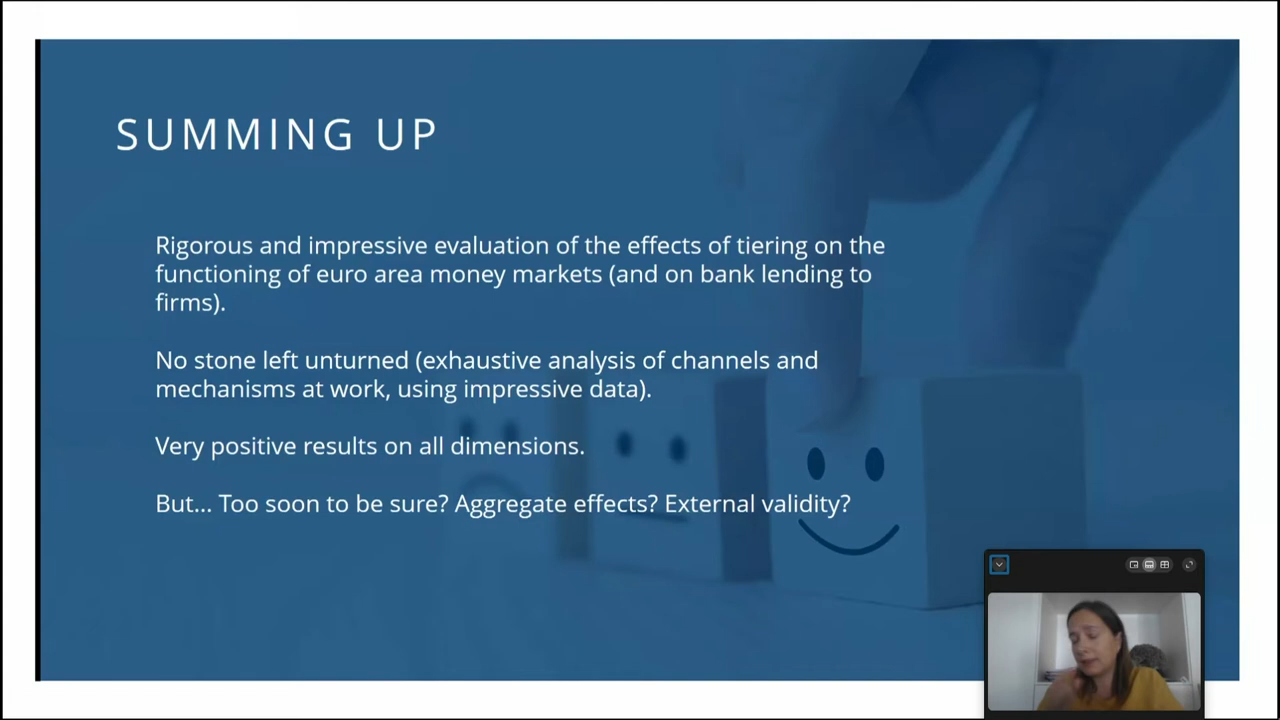 SUMMING UP
Rigorous and impressive evaluation of the effects of tiering on the
functioning of euro area money markets (and on bank lending to
firms).
No stone left unturned (exhaustive analysis of channels and
mechanisms at work, using impressive data).
Very positive results on all dimensions.
But... Too soon to be sure? Aggregate effects? External validity?